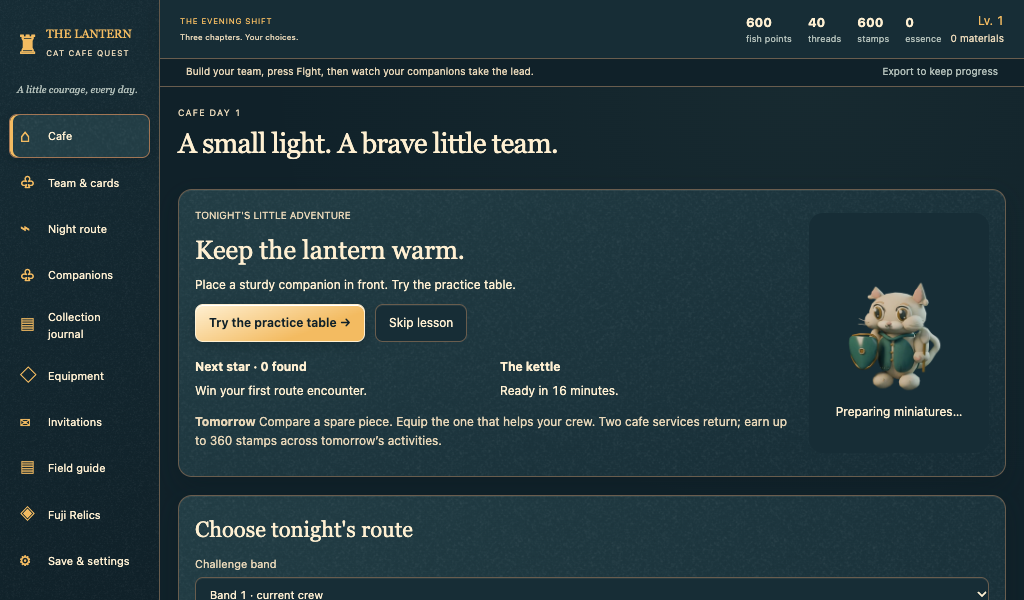 THE LANTERN
CAT CAFE QUEST
A little courage, every day.
Cafe
Team & cards
Night route
Companions
Collection
journal
Equipment
Invitations
Field guide
Fuji Relics
Save & settings
THE EVENING SHIFT
Three chapters. Your choices.
600
fish points
40
threads
600
stamps
0
essence
Lv. 1
0 materials
Build your team, press Fight, then watch your companions take the lead.
Export to keep progress
CAFE DAY 1
A small light. A brave little team.
TONIGHT'S LITTLE ADVENTURE
Keep the lantern warm.
Place a sturdy companion in front. Try the practice table.
Try the practice table →
Skip lesson
Next star · 0 found
Win your first route encounter.
The kettle
Ready in 16 minutes.
Tomorrow Compare a spare piece. Equip the one that helps your crew. Two cafe services return; earn up
to 360 stamps across tomorrow's activities.
Preparing miniatures...
Choose tonight's route
Challenge band
Band 1 · current crew